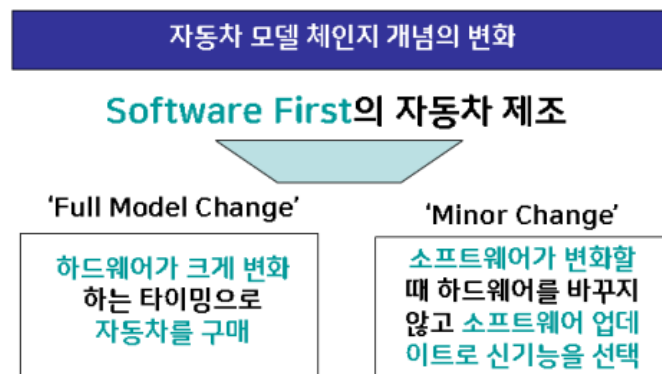 자동차 모델 체인지 개념의 변화
Software First의 자동차 제조
'Full Model Change'
하드웨어가 크게 변화
하는 타이밍으로
자동차를 구매
'Minor Change'
소프트웨어가 변화할
때 하드웨어를 바꾸지
않고 소프트웨어 업데
이트로 신기능을 선택